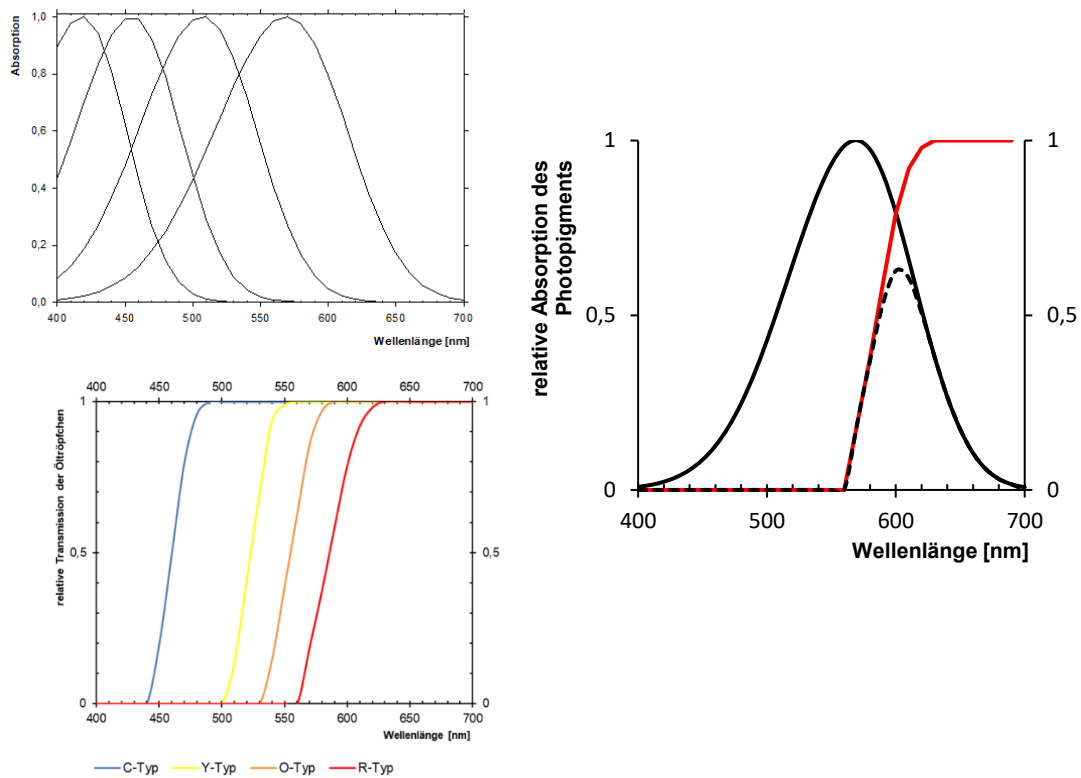 Absorption
1,0
0,8
0,6
0,4
0,2
0,0
400 450 500 550 600 650 700
Wellenlänge [nm]
400 450 500 550 600 650 700
relative Transmission der Öltröpfchen
1 1
0,5 0,5
0 0
400 450 500 550 600 650 700
Wellenlänge [nm]
C-Typ Y-Typ O-Typ R-Typ
relative Absorption des
Photopigments
1 1
0,5 0,5
0 0
400 500 600 700
Wellenlänge [nm]